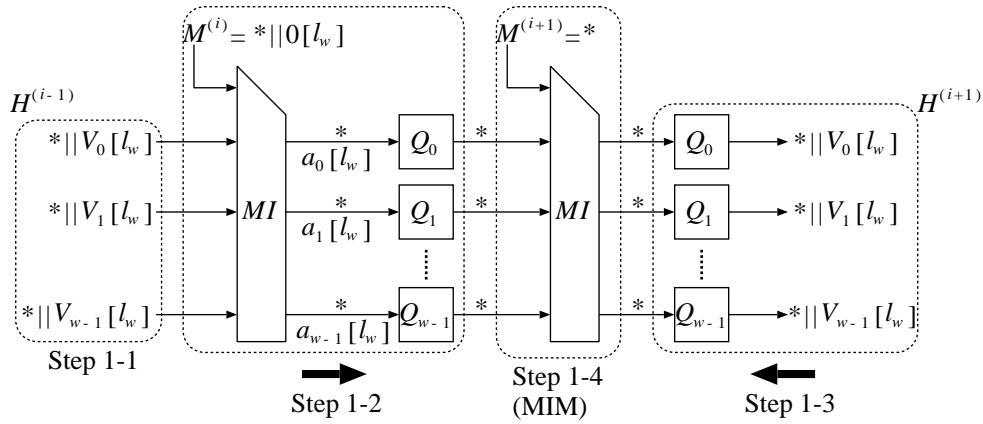 M^(i) = *||0[l_w]
M^(i+1) = *
H^(i-1)
H^(i+1)
*||V_0[l_w]
*
a_0[l_w]
Q_0
*
*
Q_0
*||V_0[l_w]
*||V_1[l_w]
MI
*
a_1[l_w]
Q_1
*
MI
*
Q_1
*||V_1[l_w]
*||V_{w-1}[l_w]
*
a_{w-1}[l_w]
Q_{w-1}
*
*
Q_{w-1}
*||V_{w-1}[l_w]
Step 1-1
Step 1-2
Step 1-4
(MIM)
Step 1-3